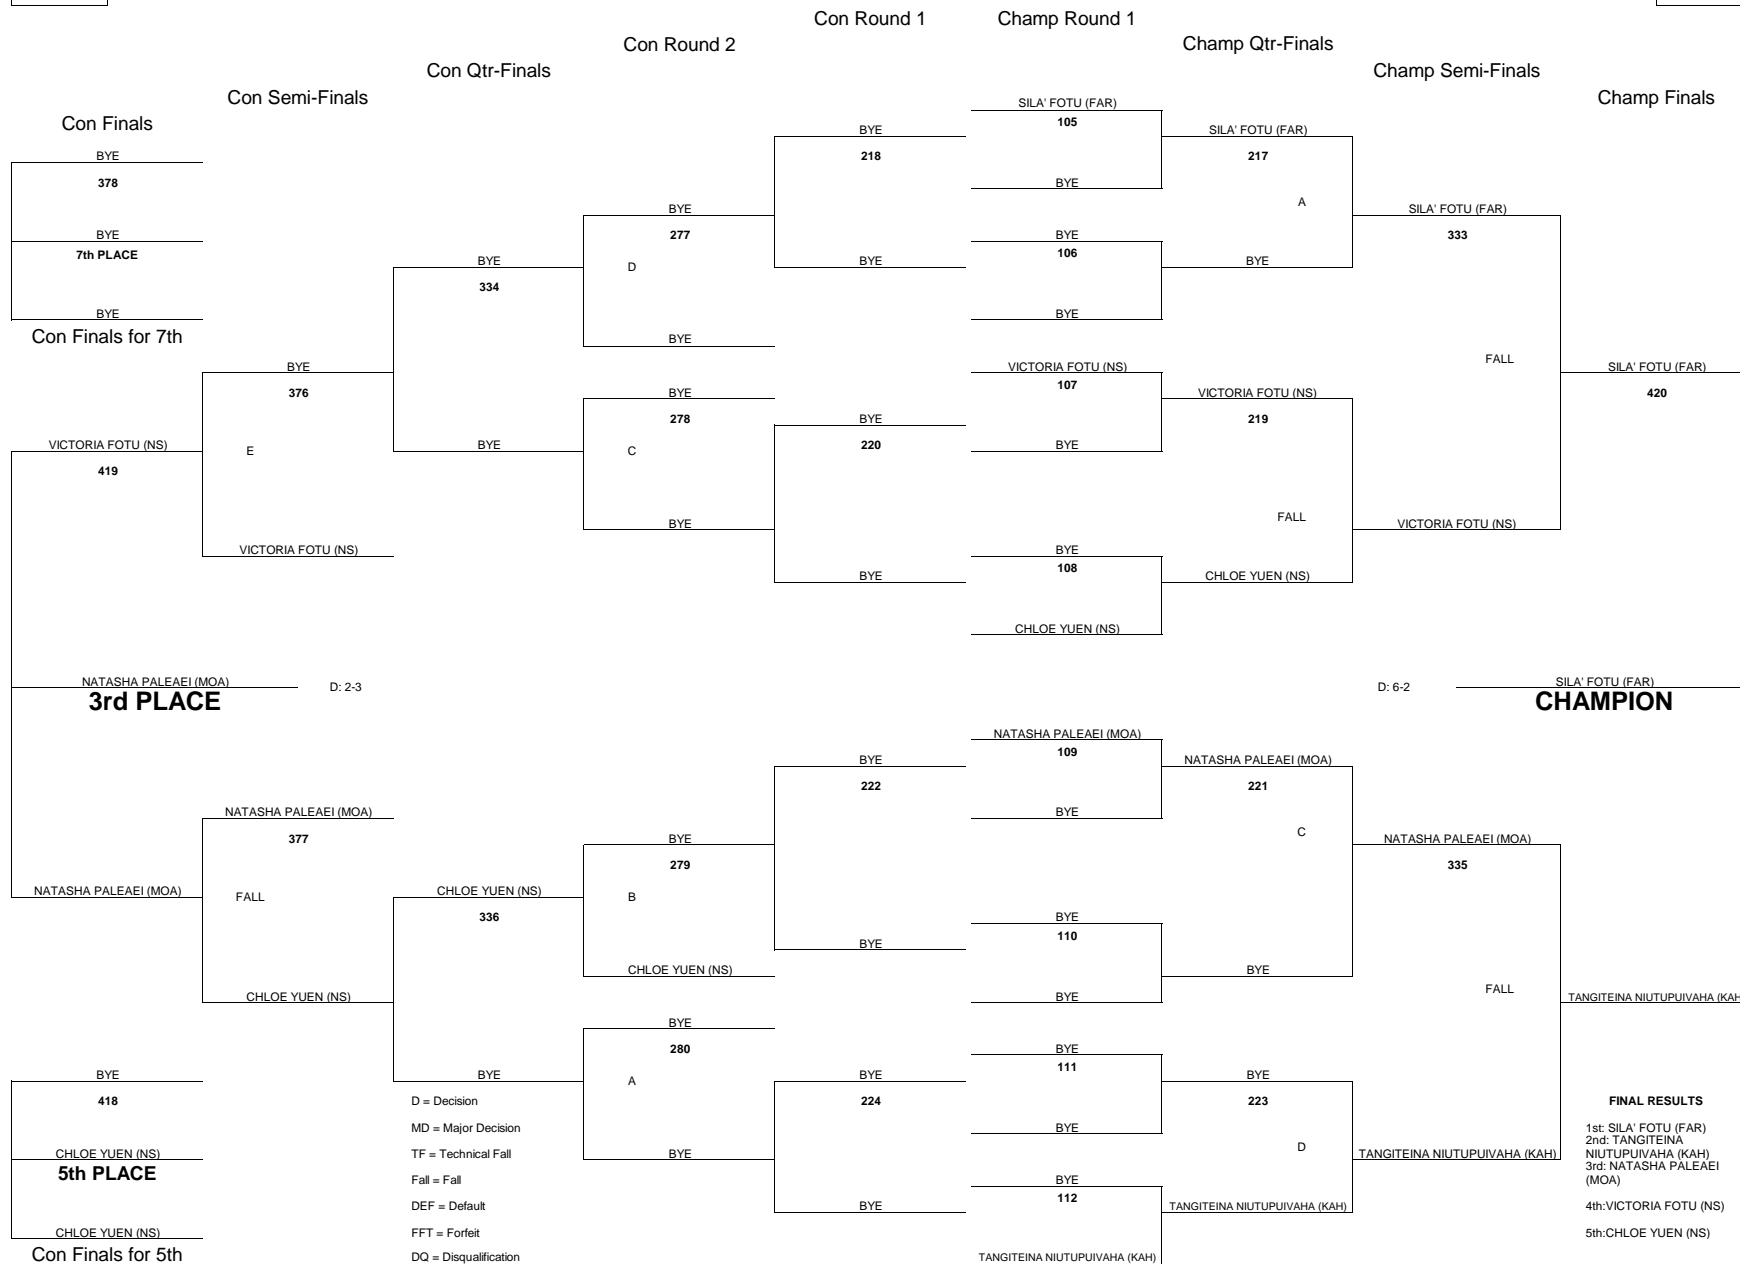 Con Round 1
Champ Round 1
Con Round 2
Champ Qtr-Finals
Con Qtr-Finals
Champ Semi-Finals
Con Semi-Finals
Champ Finals
Con Finals
SILA' FOTU (FAR)
105
BYE
SILA' FOTU (FAR)
BYE
218
217
378
BYE
A
BYE
SILA' FOTU (FAR)
BYE
BYE
277
333
7th PLACE
106
BYE
D
BYE
BYE
334
BYE
BYE
Con Finals for 7th
BYE
FALL
BYE
VICTORIA FOTU (NS)
SILA' FOTU (FAR)
107
376
BYE
VICTORIA FOTU (NS)
420
278
BYE
219
VICTORIA FOTU (NS)
E
BYE
C
220
BYE
419
FALL
BYE
VICTORIA FOTU (NS)
VICTORIA FOTU (NS)
BYE
108
BYE
CHLOE YUEN (NS)
CHLOE YUEN (NS)
NATASHA PALEAEI (MOA)
D: 2-3
D: 6-2
SILA' FOTU (FAR)
3rd PLACE
CHAMPION
NATASHA PALEAEI (MOA)
109
BYE
NATASHA PALEAEI (MOA)
222
221
NATASHA PALEAEI (MOA)
BYE
C
377
BYE
NATASHA PALEAEI (MOA)
279
335
NATASHA PALEAEI (MOA)
FALL
CHLOE YUEN (NS)
B
336
BYE
110
BYE
CHLOE YUEN (NS)
BYE
FALL
CHLOE YUEN (NS)
BYE
TANGITEINA NIUTUPUIVAHA (KAH
BYE
280
BYE
111
BYE
BYE
A
BYE
BYE
418
D = Decision
224
223
FINAL RESULTS
MD = Major Decision
BYE
1st: SILA' FOTU (FAR)
2nd: TANGITEINA
D
CHLOE YUEN (NS)
TF = Technical Fall
BYE
TANGITEINA NIUTUPUIVAHA (KAH)
NIUTUPUIVAHA (KAH)
3rd: NATASHA PALEAEI
5th PLACE
Fall = Fall
BYE
(MOA)
112
DEF = Default
BYE
TANGITEINA NIUTUPUIVAHA (KAH)
4th:VICTORIA FOTU (NS)
CHLOE YUEN (NS)
FFT = Forfeit
5th:CHLOE YUEN (NS)
Con Finals for 5th
DQ = Disqualification
TANGITEINA NIUTUPUIVAHA (KAH)